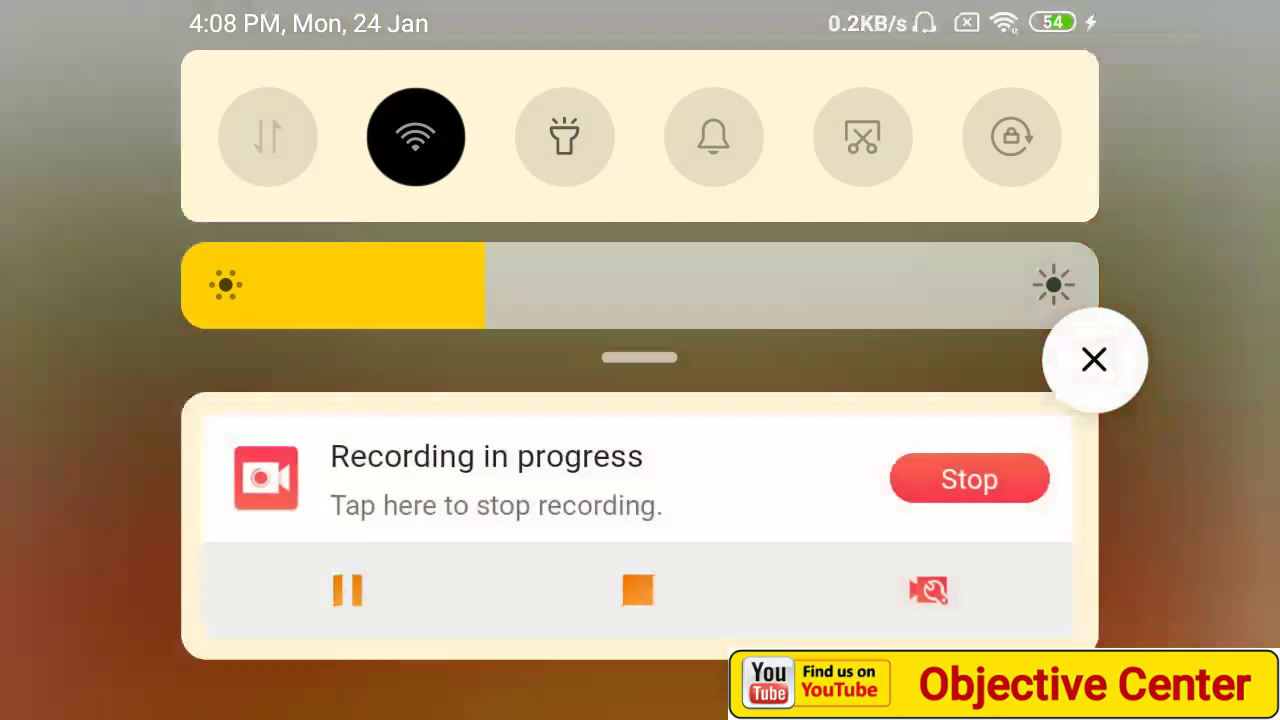 4:08 PM, Mon, 24 Jan
0.2KB/s 54
Recording in progress
Tap here to stop recording.
Stop
You Tube
Find us on YouTube
Objective Center